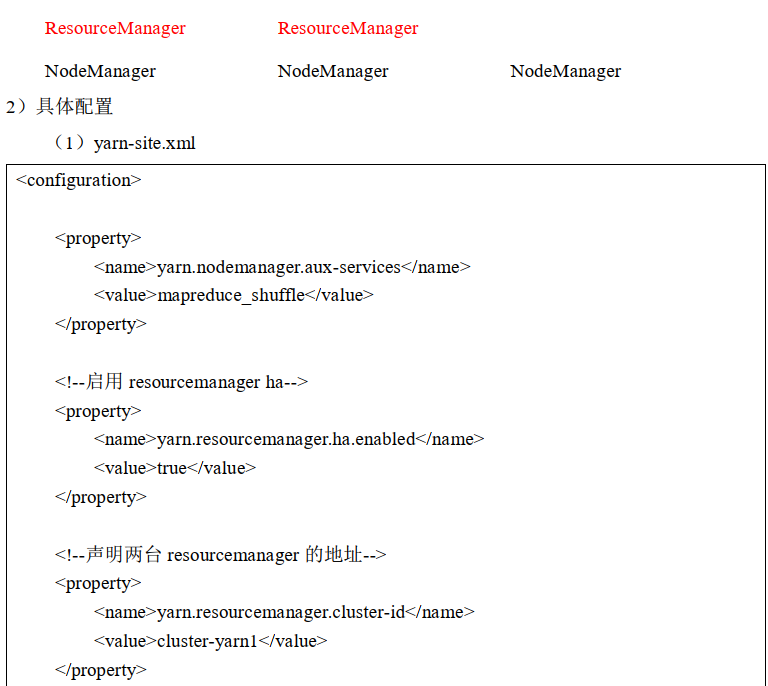 ResourceManager ResourceManager
NodeManager NodeManager NodeManager
2）具体配置
（1）yarn-site.xml
<configuration>
<property>
<name>yarn.nodemanager.aux-services</name>
<value>mapreduce_shuffle</value>
</property>
<!--启用 resourcemanager ha-->
<property>
<name>yarn.resourcemanager.ha.enabled</name>
<value>true</value>
</property>
<!--声明两台 resourcemanager 的地址-->
<property>
<name>yarn.resourcemanager.cluster-id</name>
<value>cluster-yarn1</value>
</property>